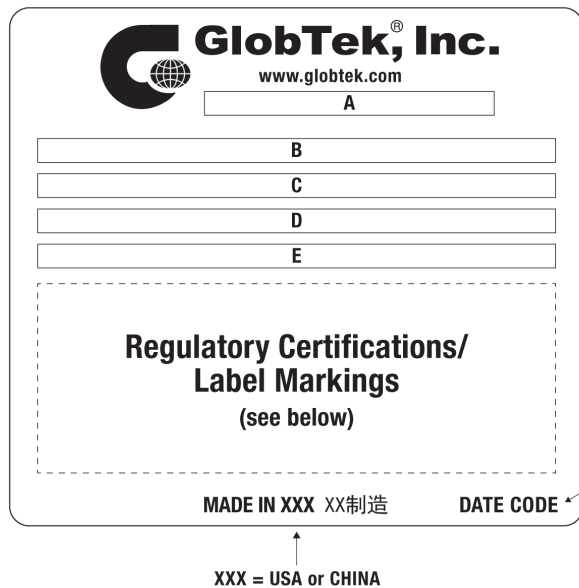 GlobTek,® Inc.
www.globtek.com
A
B
C
D
E
Regulatory Certifications/
Label Markings
(see below)
MADE IN XXX XX制造 DATE CODE
XXX = USA or CHINA